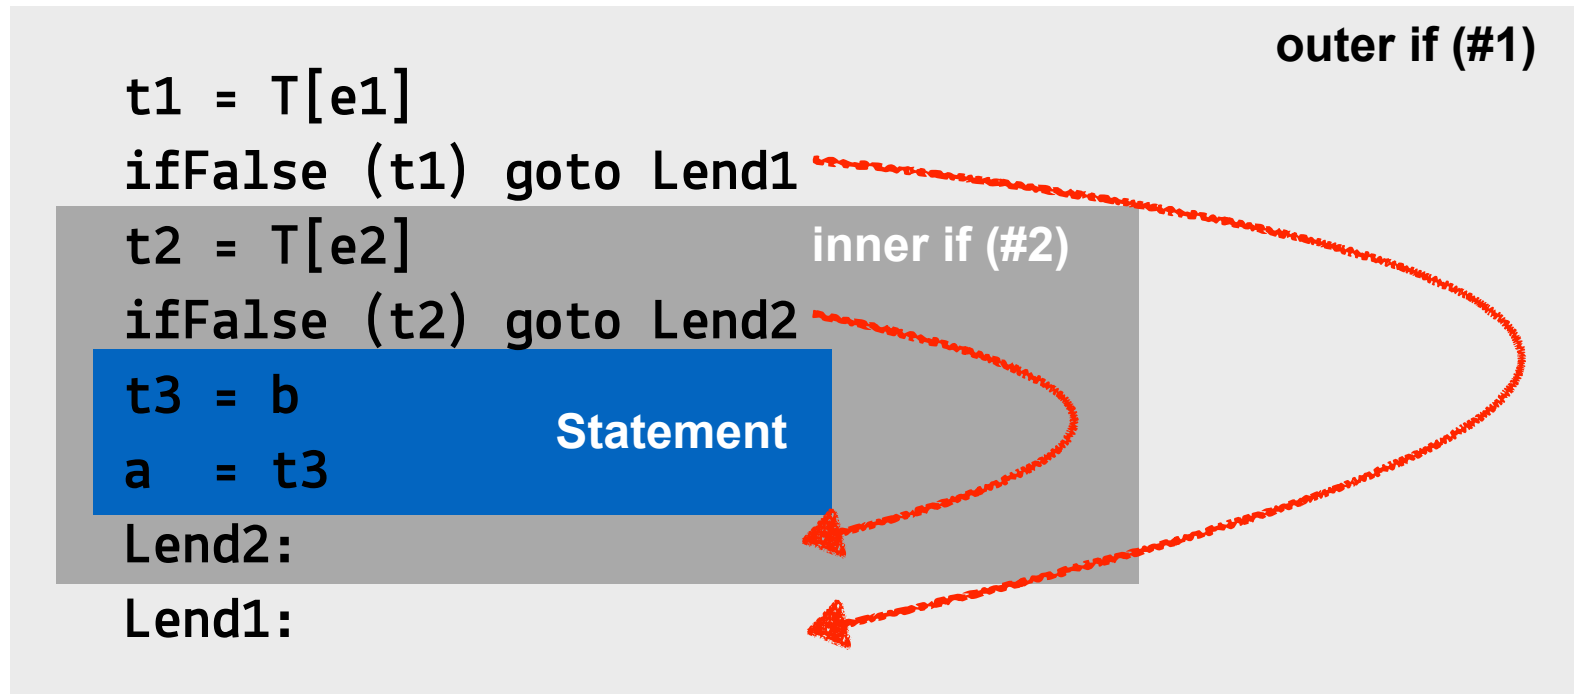 outer if (#1)
t1 = T[e1]
ifFalse (t1) goto Lend1
t2 = T[e2]
inner if (#2)
ifFalse (t2) goto Lend2
t3 = b
Statement
a  = t3
Lend2:
Lend1: